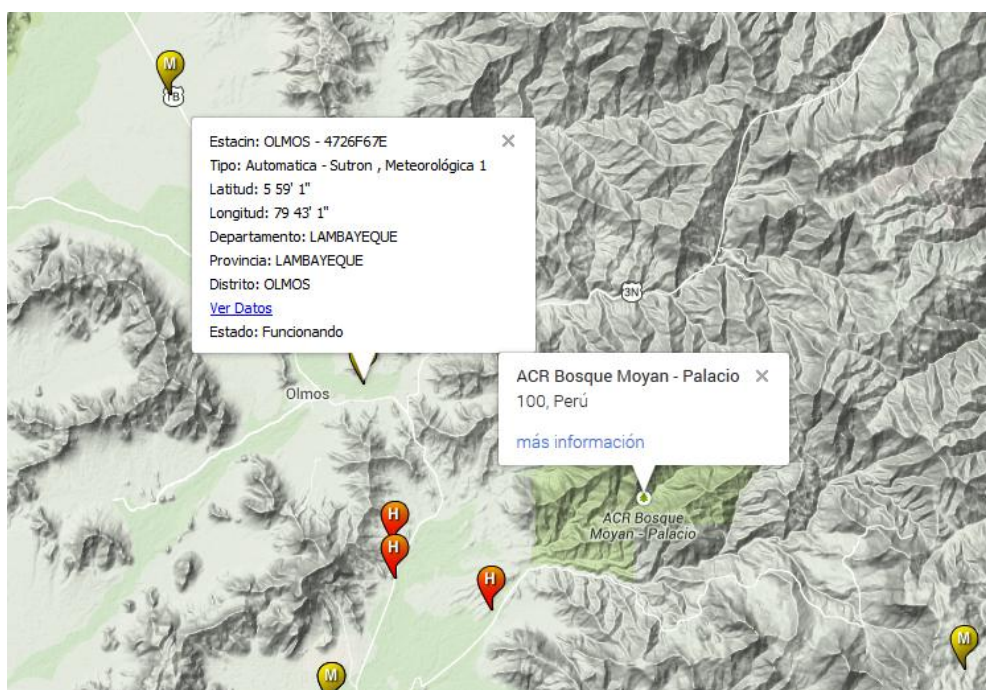 M
1B
Estacin: OLMOS - 4726F67E
Tipo: Automatica - Sutron , Meteorológica 1
Latitud: 5 59' 1"
Longitud: 79 43' 1"
Departamento: LAMBAYEQUE
Provincia: LAMBAYEQUE
Distrito: OLMOS
Ver Datos
Estado: Funcionando
3N
Olmos
ACR Bosque Moyan - Palacio
100, Perú
más información
ACR Bosque
Moyan - Palacio
H
H
H
M
M